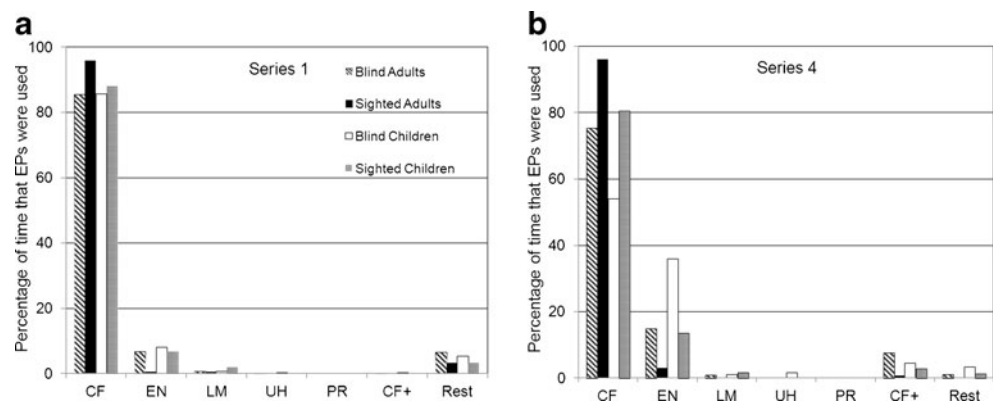 a
Series 1
Blind Adults
Sighted Adults
Blind Children
Sighted Children
Percentage of time that EPs were used
100
80
60
40
20
0
CF EN LM UH PR CF+ Rest
b
Series 4
Percentage of time that EPs were used
100
80
60
40
20
0
CF EN LM UH PR CF+ Rest